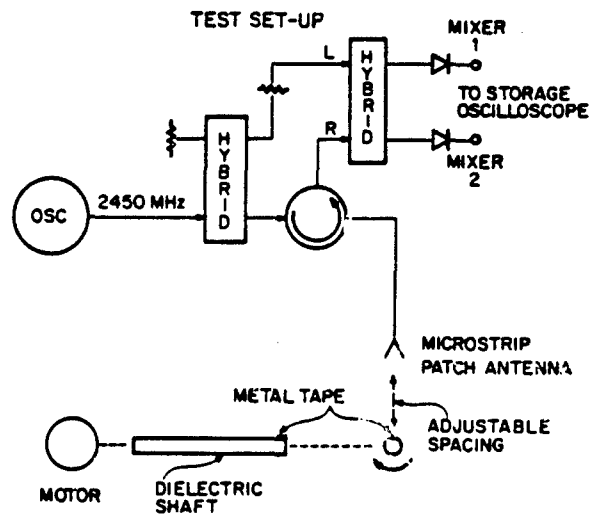 TEST SET-UP
MIXER
1
L
HYBRID
TO STORAGE
OSCILLOSCOPE
R
HYBRID
MIXER
2
OSC
2450 MHz
MICROSTRIP
PATCH ANTENNA
METAL TAPE
ADJUSTABLE
SPACING
MOTOR
DIELECTRIC
SHAFT